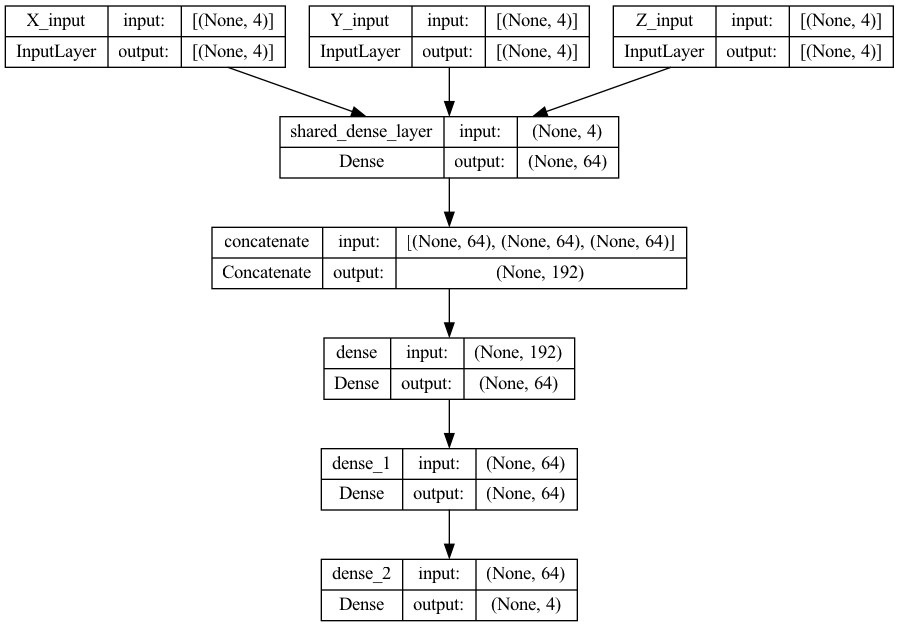 X_input input: [(None, 4)] Y_input input: [(None, 4)] Z_input input: [(None, 4)]
InputLayer output: [(None, 4)] InputLayer output: [(None, 4)] InputLayer output: [(None, 4)]
shared_dense_layer input: (None, 4)
Dense output: (None, 64)
concatenate input: [(None, 64), (None, 64), (None, 64)]
Concatenate output: (None, 192)
dense input: (None, 192)
Dense output: (None, 64)
dense_1 input: (None, 64)
Dense output: (None, 64)
dense_2 input: (None, 64)
Dense output: (None, 4)